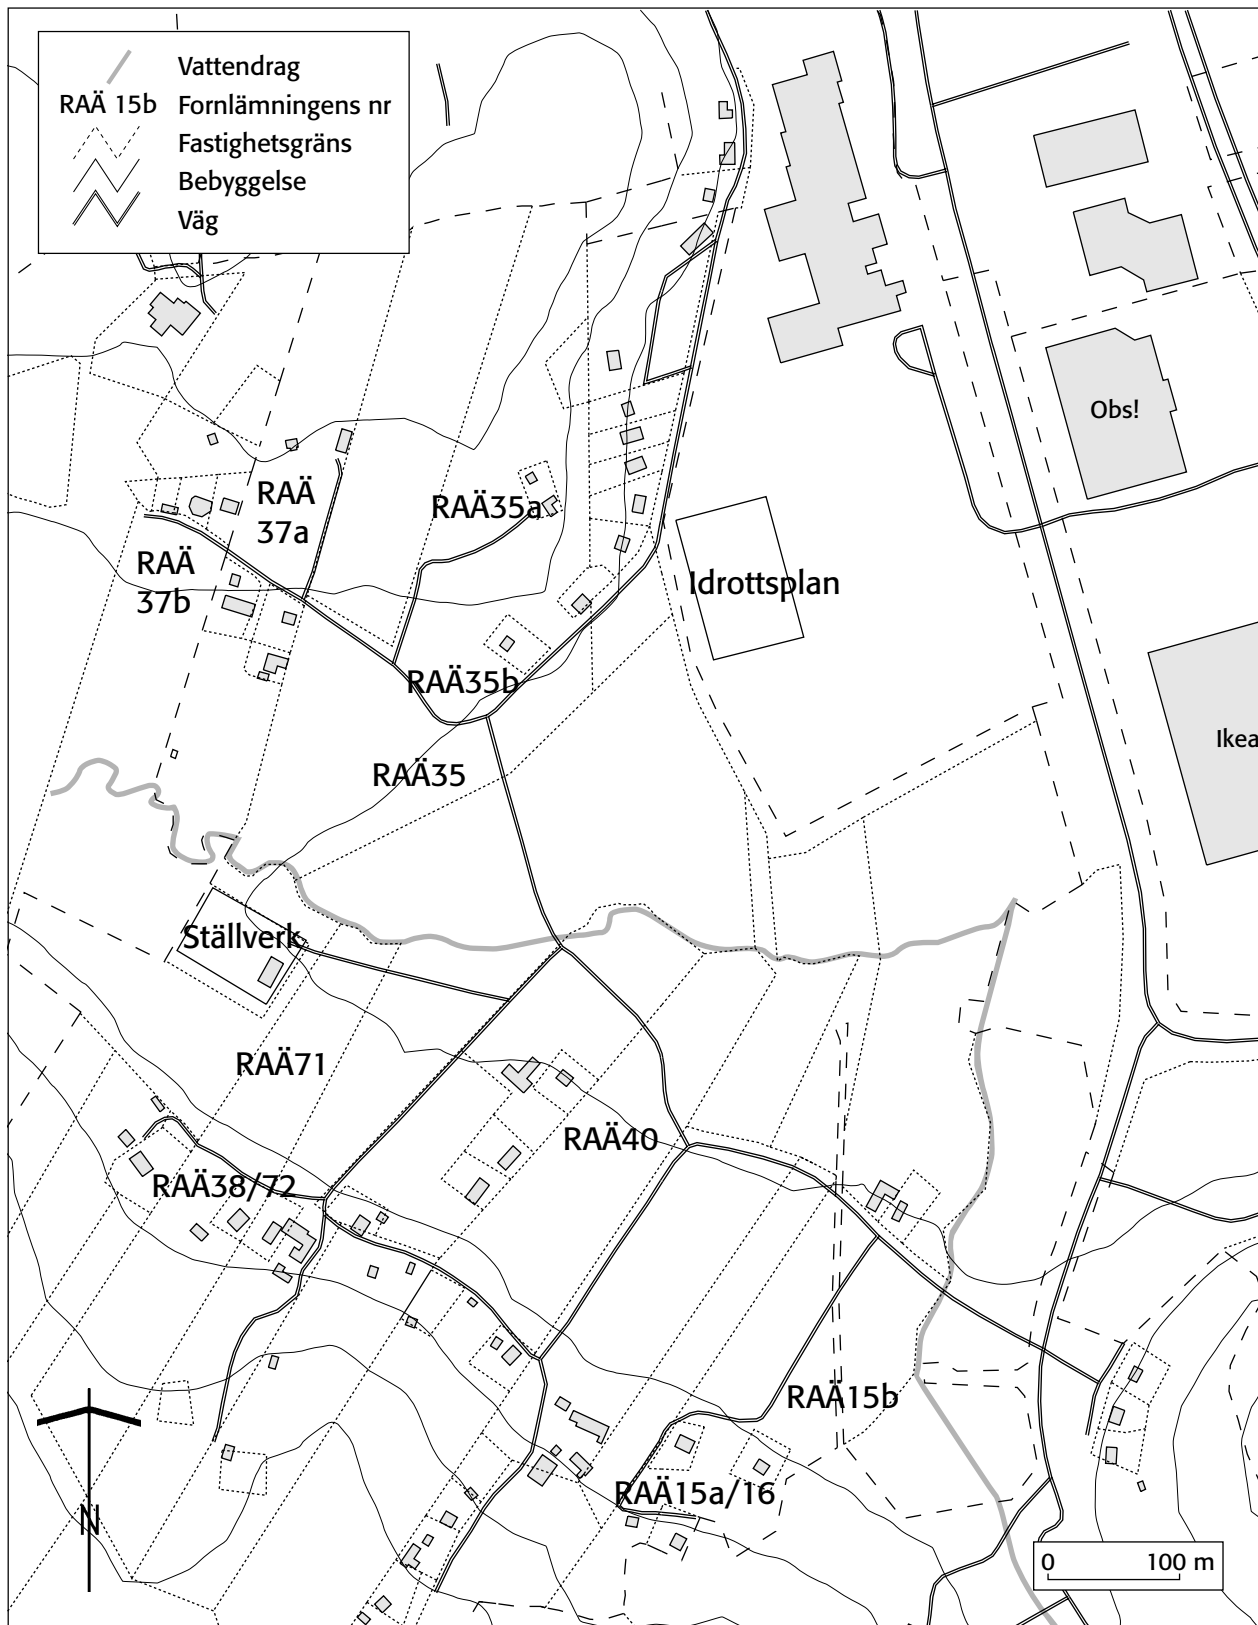 Vattendrag
RAÄ 15b Fornlämningens nr
Fastighetsgräns
Bebyggelse
Väg
Obs!
RAÄ
37a
RAÄ35a
RAÄ
37b
Idrottsplan
RAÄ35b
Ikea
RAÄ35
Ställverk
RAÄ71
RAÄ40
RAÄ38/72
RAÄ15b
RAÄ15a/16
N
0 100 m